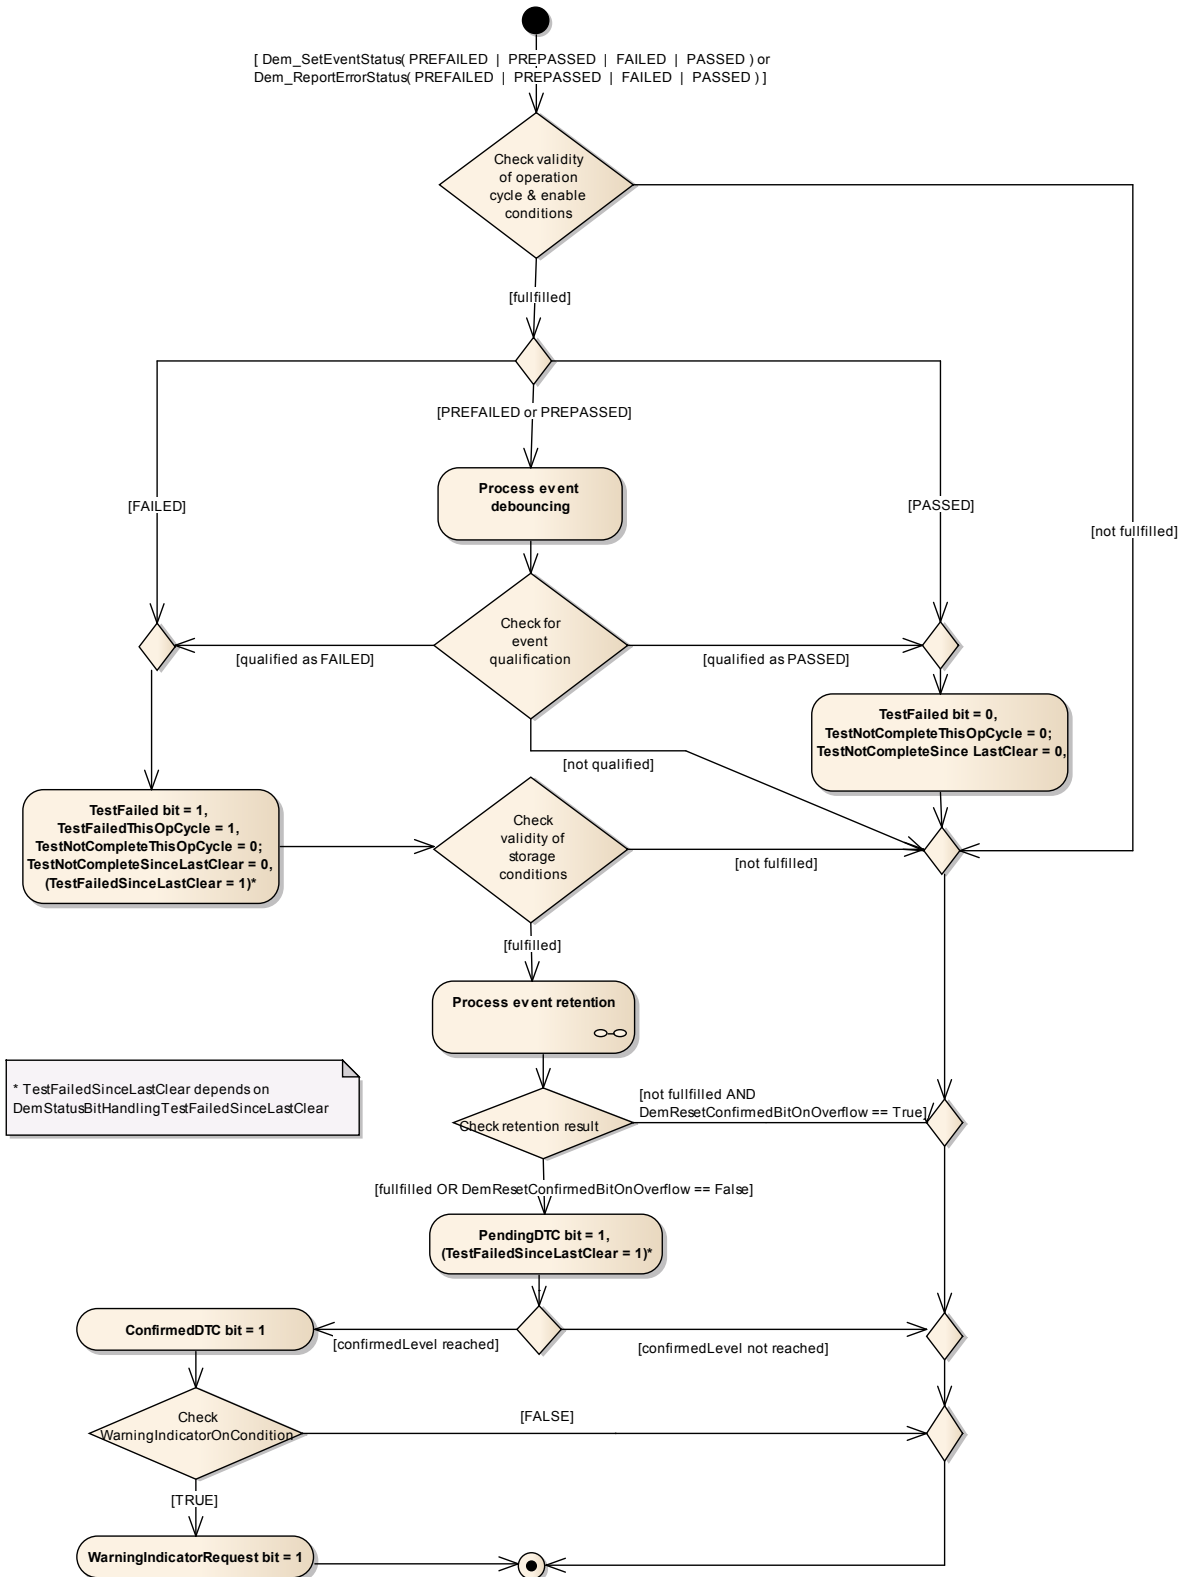 [ Dem_SetEventStatus( PREFAILED | PREPASSED | FAILED | PASSED ) or
Dem_ReportErrorStatus( PREFAILED | PREPASSED | FAILED | PASSED ) ]
Check validity
of operation
cycle & enable
conditions
[fullfilled]
[PREFAILED or PREPASSED]
Process event
debouncing
[FAILED]
[PASSED]
[not fullfilled]
Check for
event
qualification
[qualified as FAILED]
[qualified as PASSED]
TestFailed bit = 0,
TestNotCompleteThisOpCycle = 0;
TestNotCompleteSince LastClear = 0,
[not qualified]
TestFailed bit = 1,
TestFailedThisOpCycle = 1,
TestNotCompleteThisOpCycle = 0;
TestNotCompleteSinceLastClear = 0,
(TestFailedSinceLastClear = 1)*
Check
validity of
storage
conditions
[not fulfilled]
[fulfilled]
Process event retention
* TestFailedSinceLastClear depends on
DemStatusBitHandlingTestFailedSinceLastClear
[not fullfilled AND
DemResetConfirmedBitOnOverflow == True]
Check retention result
[fullfilled OR DemResetConfirmedBitOnOverflow == False]
PendingDTC bit = 1,
(TestFailedSinceLastClear = 1)*
ConfirmedDTC bit = 1
[confirmedLevel reached]
[confirmedLevel not reached]
Check
WarningIndicatorOnCondition
[FALSE]
[TRUE]
WarningIndicatorRequest bit = 1